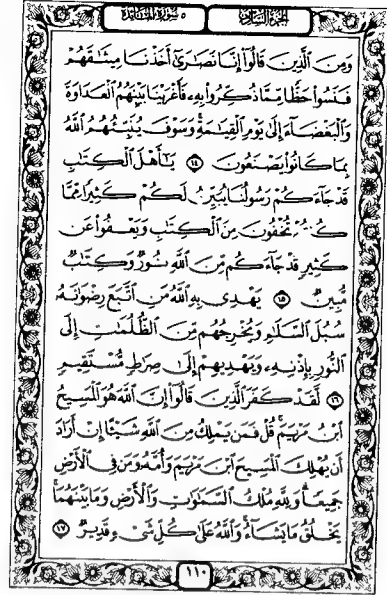 الجزء السادس
٥ سورة المائدة
وَمِنَ ٱلَّذِينَ قَالُوٓا۟ إِنَّا نَصَٰرَىٰٓ أَخَذْنَا مِيثَٰقَهُمْ
فَنَسُوا۟ حَظًّا مِّمَّا ذُكِّرُوا۟ بِهِۦ فَأَغْرَيْنَا بَيْنَهُمُ ٱلْعَدَاوَةَ
وَٱلْبَغْضَآءَ إِلَىٰ يَوْمِ ٱلْقِيَٰمَةِ وَسَوْفَ يُنَبِّئُهُمُ ٱللَّهُ
بِمَا كَانُوا۟ يَصْنَعُونَ ١٤ يَٰٓأَهْلَ ٱلْكِتَٰبِ
قَدْ جَآءَكُمْ رَسُولُنَا يُبَيِّنُ لَكُمْ كَثِيرًا مِّمَّا
كُنتُمْ تُخْفُونَ مِنَ ٱلْكِتَٰبِ وَيَعْفُوا۟ عَن
كَثِيرٍ قَدْ جَآءَكُم مِّنَ ٱللَّهِ نُورٌ وَكِتَٰبٌ
مُّبِينٌ ١٥ يَهْدِى بِهِ ٱللَّهُ مَنِ ٱتَّبَعَ رِضْوَٰنَهُۥ
سُبُلَ ٱلسَّلَٰمِ وَيُخْرِجُهُم مِّنَ ٱلظُّلُمَٰتِ إِلَى
ٱلنُّورِ بِإِذْنِهِۦ وَيَهْدِيهِمْ إِلَىٰ صِرَٰطٍ مُّسْتَقِيمٍ
١٦ لَّقَدْ كَفَرَ ٱلَّذِينَ قَالُوٓا۟ إِنَّ ٱللَّهَ هُوَ ٱلْمَسِيحُ
ٱبْنُ مَرْيَمَ قُلْ فَمَن يَمْلِكُ مِنَ ٱللَّهِ شَيْـًٔا إِنْ أَرَادَ
أَن يُهْلِكَ ٱلْمَسِيحَ ٱبْنَ مَرْيَمَ وَأُمَّهُۥ وَمَن فِى ٱلْأَرْضِ
جَمِيعًا وَلِلَّهِ مُلْكُ ٱلسَّمَٰوَٰتِ وَٱلْأَرْضِ وَمَا بَيْنَهُمَا
يَخْلُقُ مَا يَشَآءُ وَٱللَّهُ عَلَىٰ كُلِّ شَىْءٍ قَدِيرٌ ١٧
١١٠